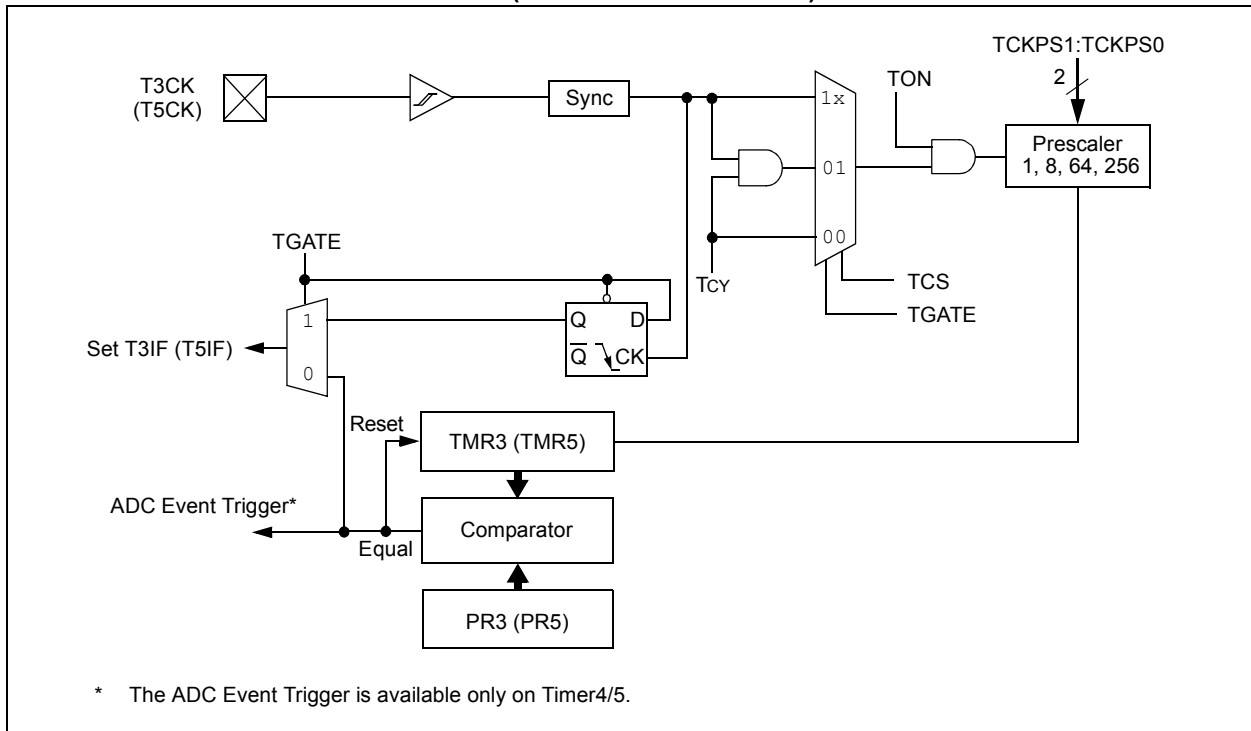 TCKPS1:TCKPS0
2
T3CK
(T5CK)
Sync
1x
TON
Prescaler
1, 8, 64, 256
01
00
TCY
TCS
TGATE
TGATE
1
Q
D
Q
CK
0
Set T3IF (T5IF)
Reset
TMR3 (TMR5)
ADC Event Trigger*
Equal
Comparator
PR3 (PR5)
* The ADC Event Trigger is available only on Timer4/5.